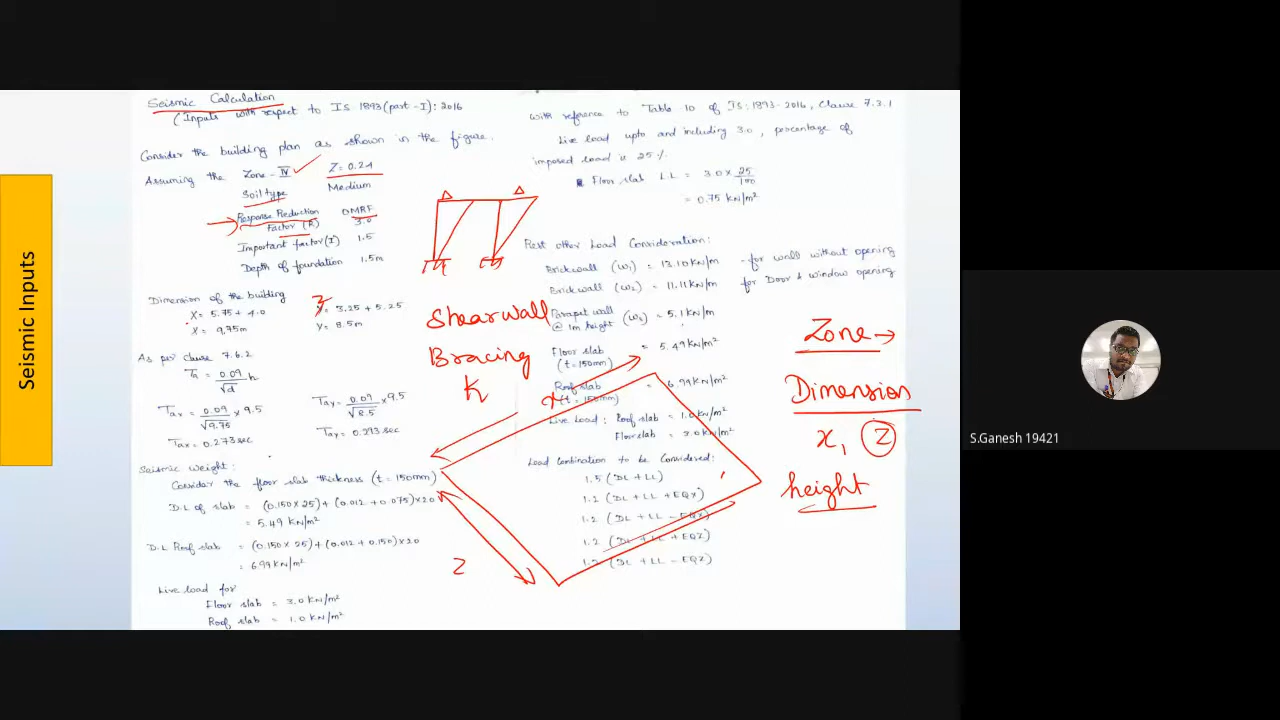 Seismic Inputs
Seismic Calculation
(Inputs with respect to IS 1893 (part-I): 2016
Consider the building plan as shown in the figure.
Assuming the Zone-IV Z = 0.24
Soil type Medium
Response Reduction OMRF
Factor (R) 3.0
Important factor (I) 1.5
Depth of foundation 1.5m
Dimension of the building
X = 5.75 + 4.0 = 3.25 + 5.25
X = 9.75m Y = 8.5m
As per clause 7.6.2
Ta = 0.09/√d h
Tax = 0.09/√9.75 × 9.5 Tay = 0.09/√8.5 × 9.5
Tax = 0.273 sec Tay = 0.293 sec
Seismic Weight:
Consider the floor slab thickness (t = 150mm)
D.L of slab = (0.150 × 25) + (0.012 + 0.075) × 20
= 5.49 KN/m²
D.L Roof slab = (0.150 × 25) + (0.012 + 0.150) × 20
= 6.99 KN/m²
Live load for
Floor slab = 3.0 KN/m²
Roof slab = 1.0 KN/m²
Shearwall
Bracing
K
x
z
With reference to Table 10 of IS: 1893-2016, Clause 7.3.1
Live load upto and including 3.0, percentage of
imposed load is 25%.
Floor slab LL = 3.0 × 25/100
= 0.75 KN/m²
Rest other Load Consideration:
Brickwall (w₁) = 13.10 KN/m - for wall without opening
Brick wall (w₂) = 11.11 KN/m for Door & window opening
Parapet wall
@ 1m height (w₃) = 5.1 KN/m
Floor slab = 5.49 KN/m²
(t = 150mm)
Roof slab = 6.99 KN/m²
(t = 150mm)
Live load: Roof slab = 1.0 KN/m²
Floor slab = 3.0 KN/m²
Load Combination to be Considered:
1.5 (DL + LL)
1.2 (DL + LL + EQX)
1.2 (DL + LL - EQX)
1.2 (DL + LL + EQZ)
1.2 (DL + LL - EQZ)
Zone →
Dimension
x, z
height
S.Ganesh 19421